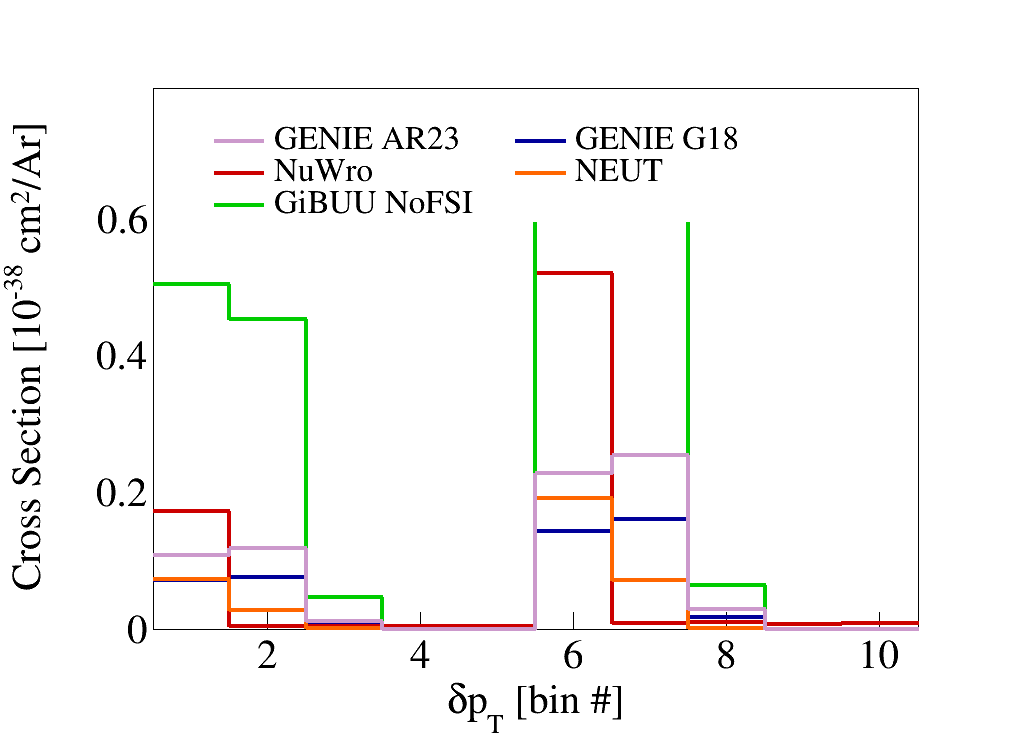 GENIE AR23 GENIE G18
NuWro NEUT
GiBUU NoFSI
Cross Section [10⁻³⁸ cm²/Ar]
0.6
0.4
0.2
0
2 4 6 8 10
δp_T [bin #]